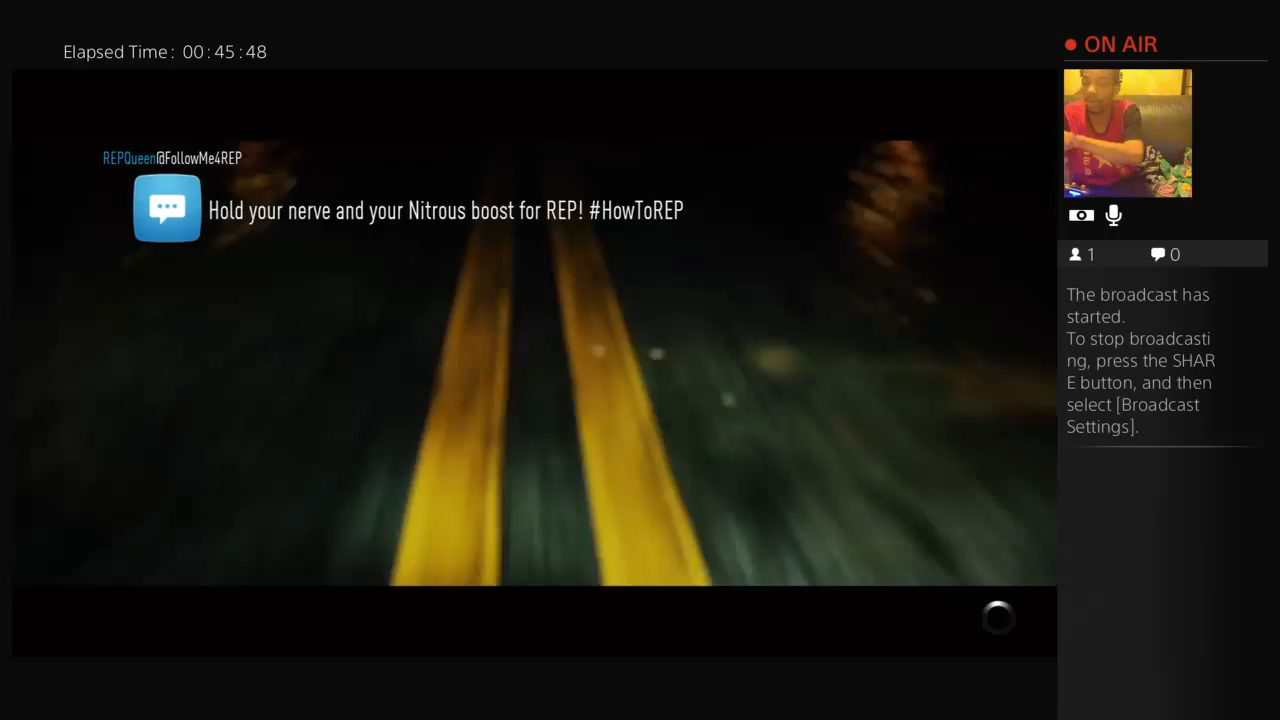 Elapsed Time: 00:45:48
ON AIR
REPQueen@FollowMe4REP
Hold your nerve and your Nitrous boost for REP! #HowToREP
1 0
The broadcast has
started.
To stop broadcasti
ng, press the SHAR
E button, and then
select [Broadcast
Settings].